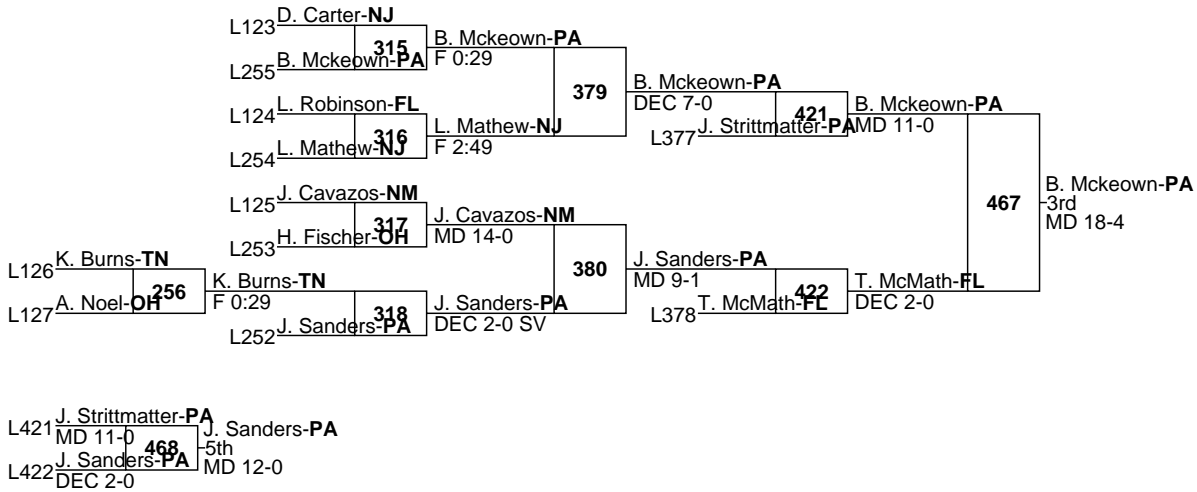 L123 D. Carter-NJ
315
L255 B. Mckeown-PA
B. Mckeown-PA
F 0:29
L124 L. Robinson-FL
316
L254 L. Mathew-NJ
L. Mathew-NJ
F 2:49
379
B. Mckeown-PA
DEC 7-0
L377 J. Strittmatter-PA
421
B. Mckeown-PA
MD 11-0
L125 J. Cavazos-NM
317
L253 H. Fischer-OH
J. Cavazos-NM
MD 14-0
L126 K. Burns-TN
256
L127 A. Noel-OH
K. Burns-TN
F 0:29
318
L252 J. Sanders-PA
J. Sanders-PA
DEC 2-0 SV
380
J. Sanders-PA
MD 9-1
L378 T. McMath-FL
422
T. McMath-FL
DEC 2-0
467
B. Mckeown-PA
3rd
MD 18-4
L421 J. Strittmatter-PA
MD 11-0
468
L422 J. Sanders-PA
DEC 2-0
J. Sanders-PA
5th
MD 12-0